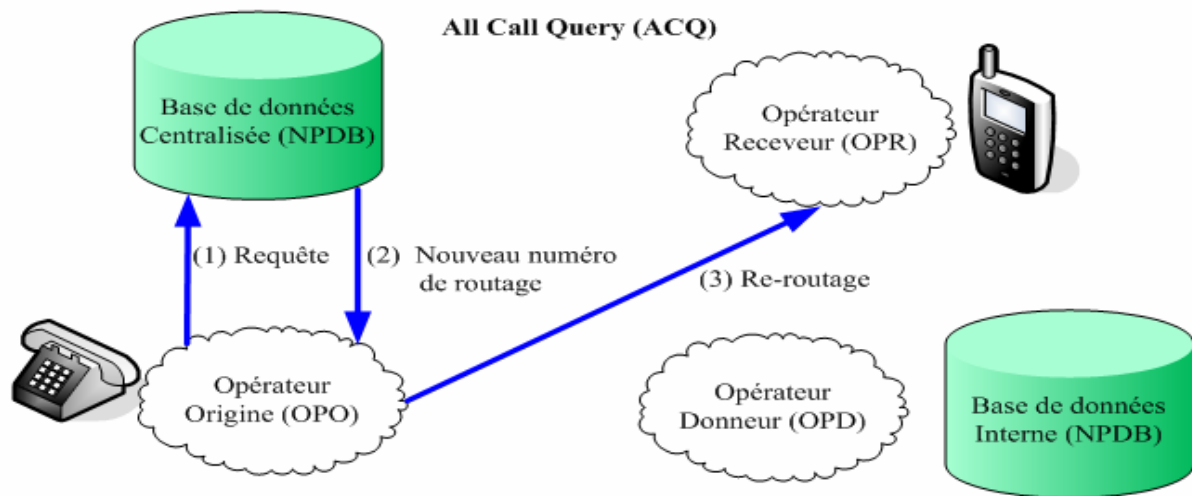 All Call Query (ACQ)
Base de données
Centralisée (NPDB)
Opérateur
Receveur (OPR)
(1) Requête
(2) Nouveau numéro
de routage
(3) Re-routage
Opérateur
Origine (OPO)
Opérateur
Donneur (OPD)
Base de données
Interne (NPDB)